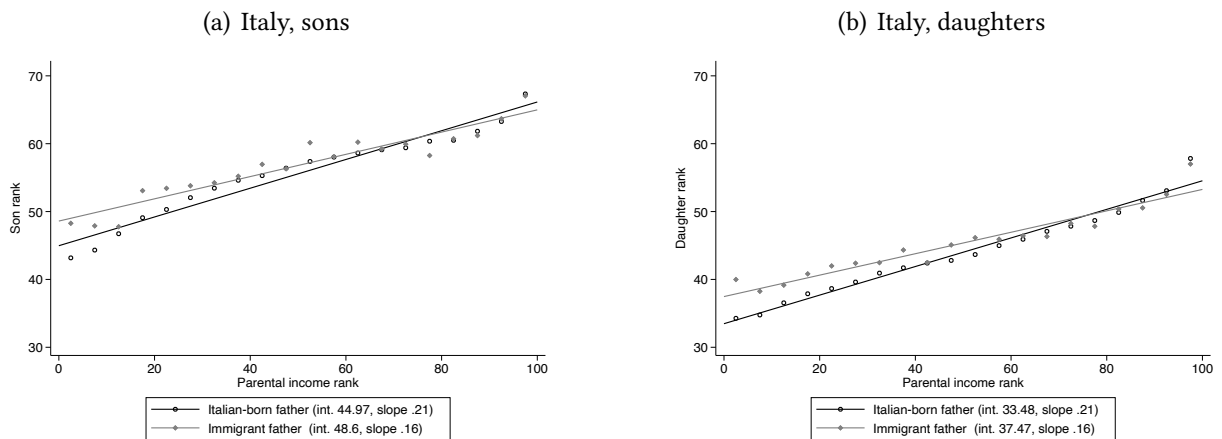 (a) Italy, sons
70
60
50
40
30
Son rank
0 20 40 60 80 100
Parental income rank
Italian-born father (int. 44.97, slope .21)
Immigrant father (int. 48.6, slope .16)
(b) Italy, daughters
70
60
50
40
30
Daughter rank
0 20 40 60 80 100
Parental income rank
Italian-born father (int. 33.48, slope .21)
Immigrant father (int. 37.47, slope .16)